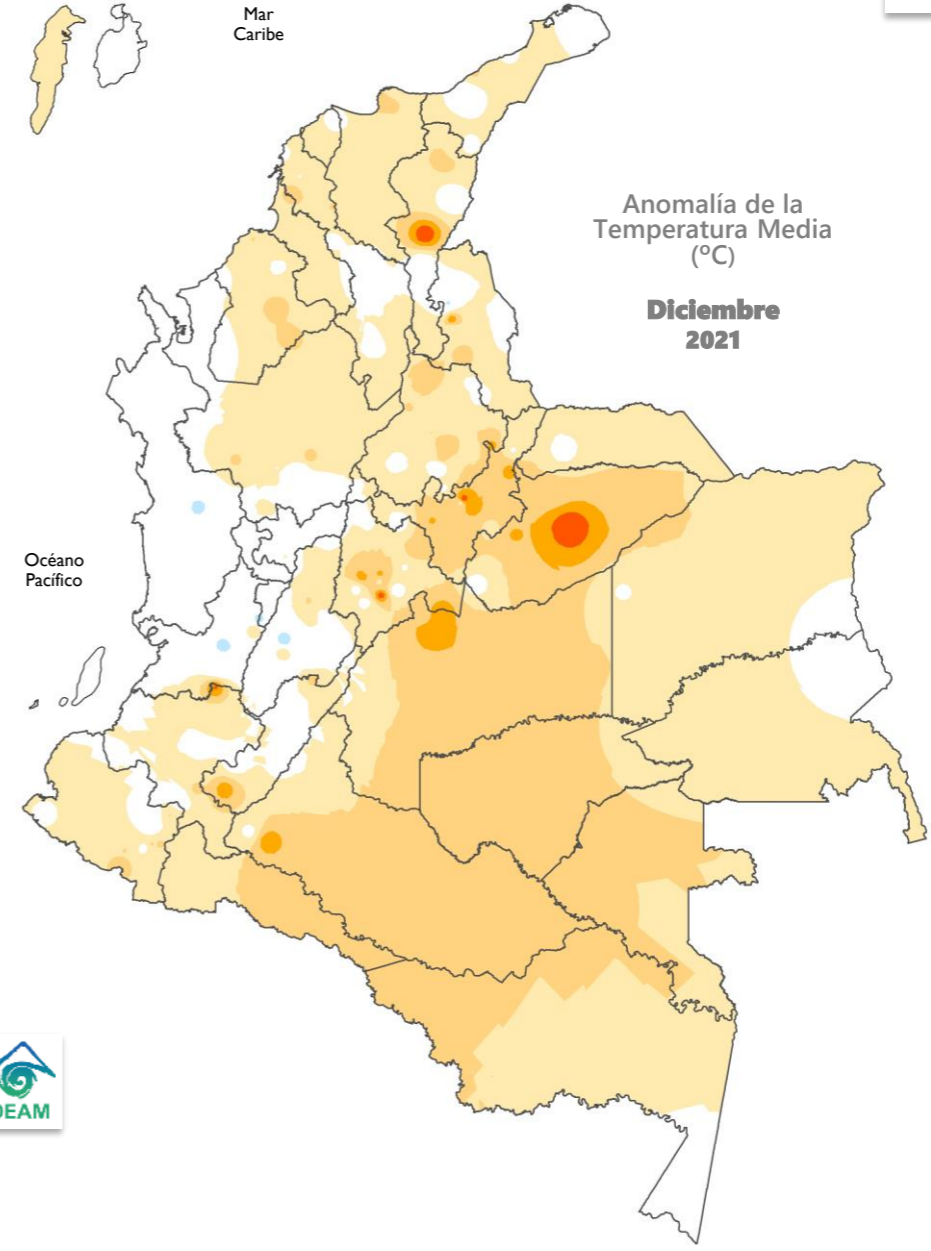 Mar
Caribe
Anomalía de la
Temperatura Media
(ºC)
Diciembre
2021
Océano
Pacífico
DEAM